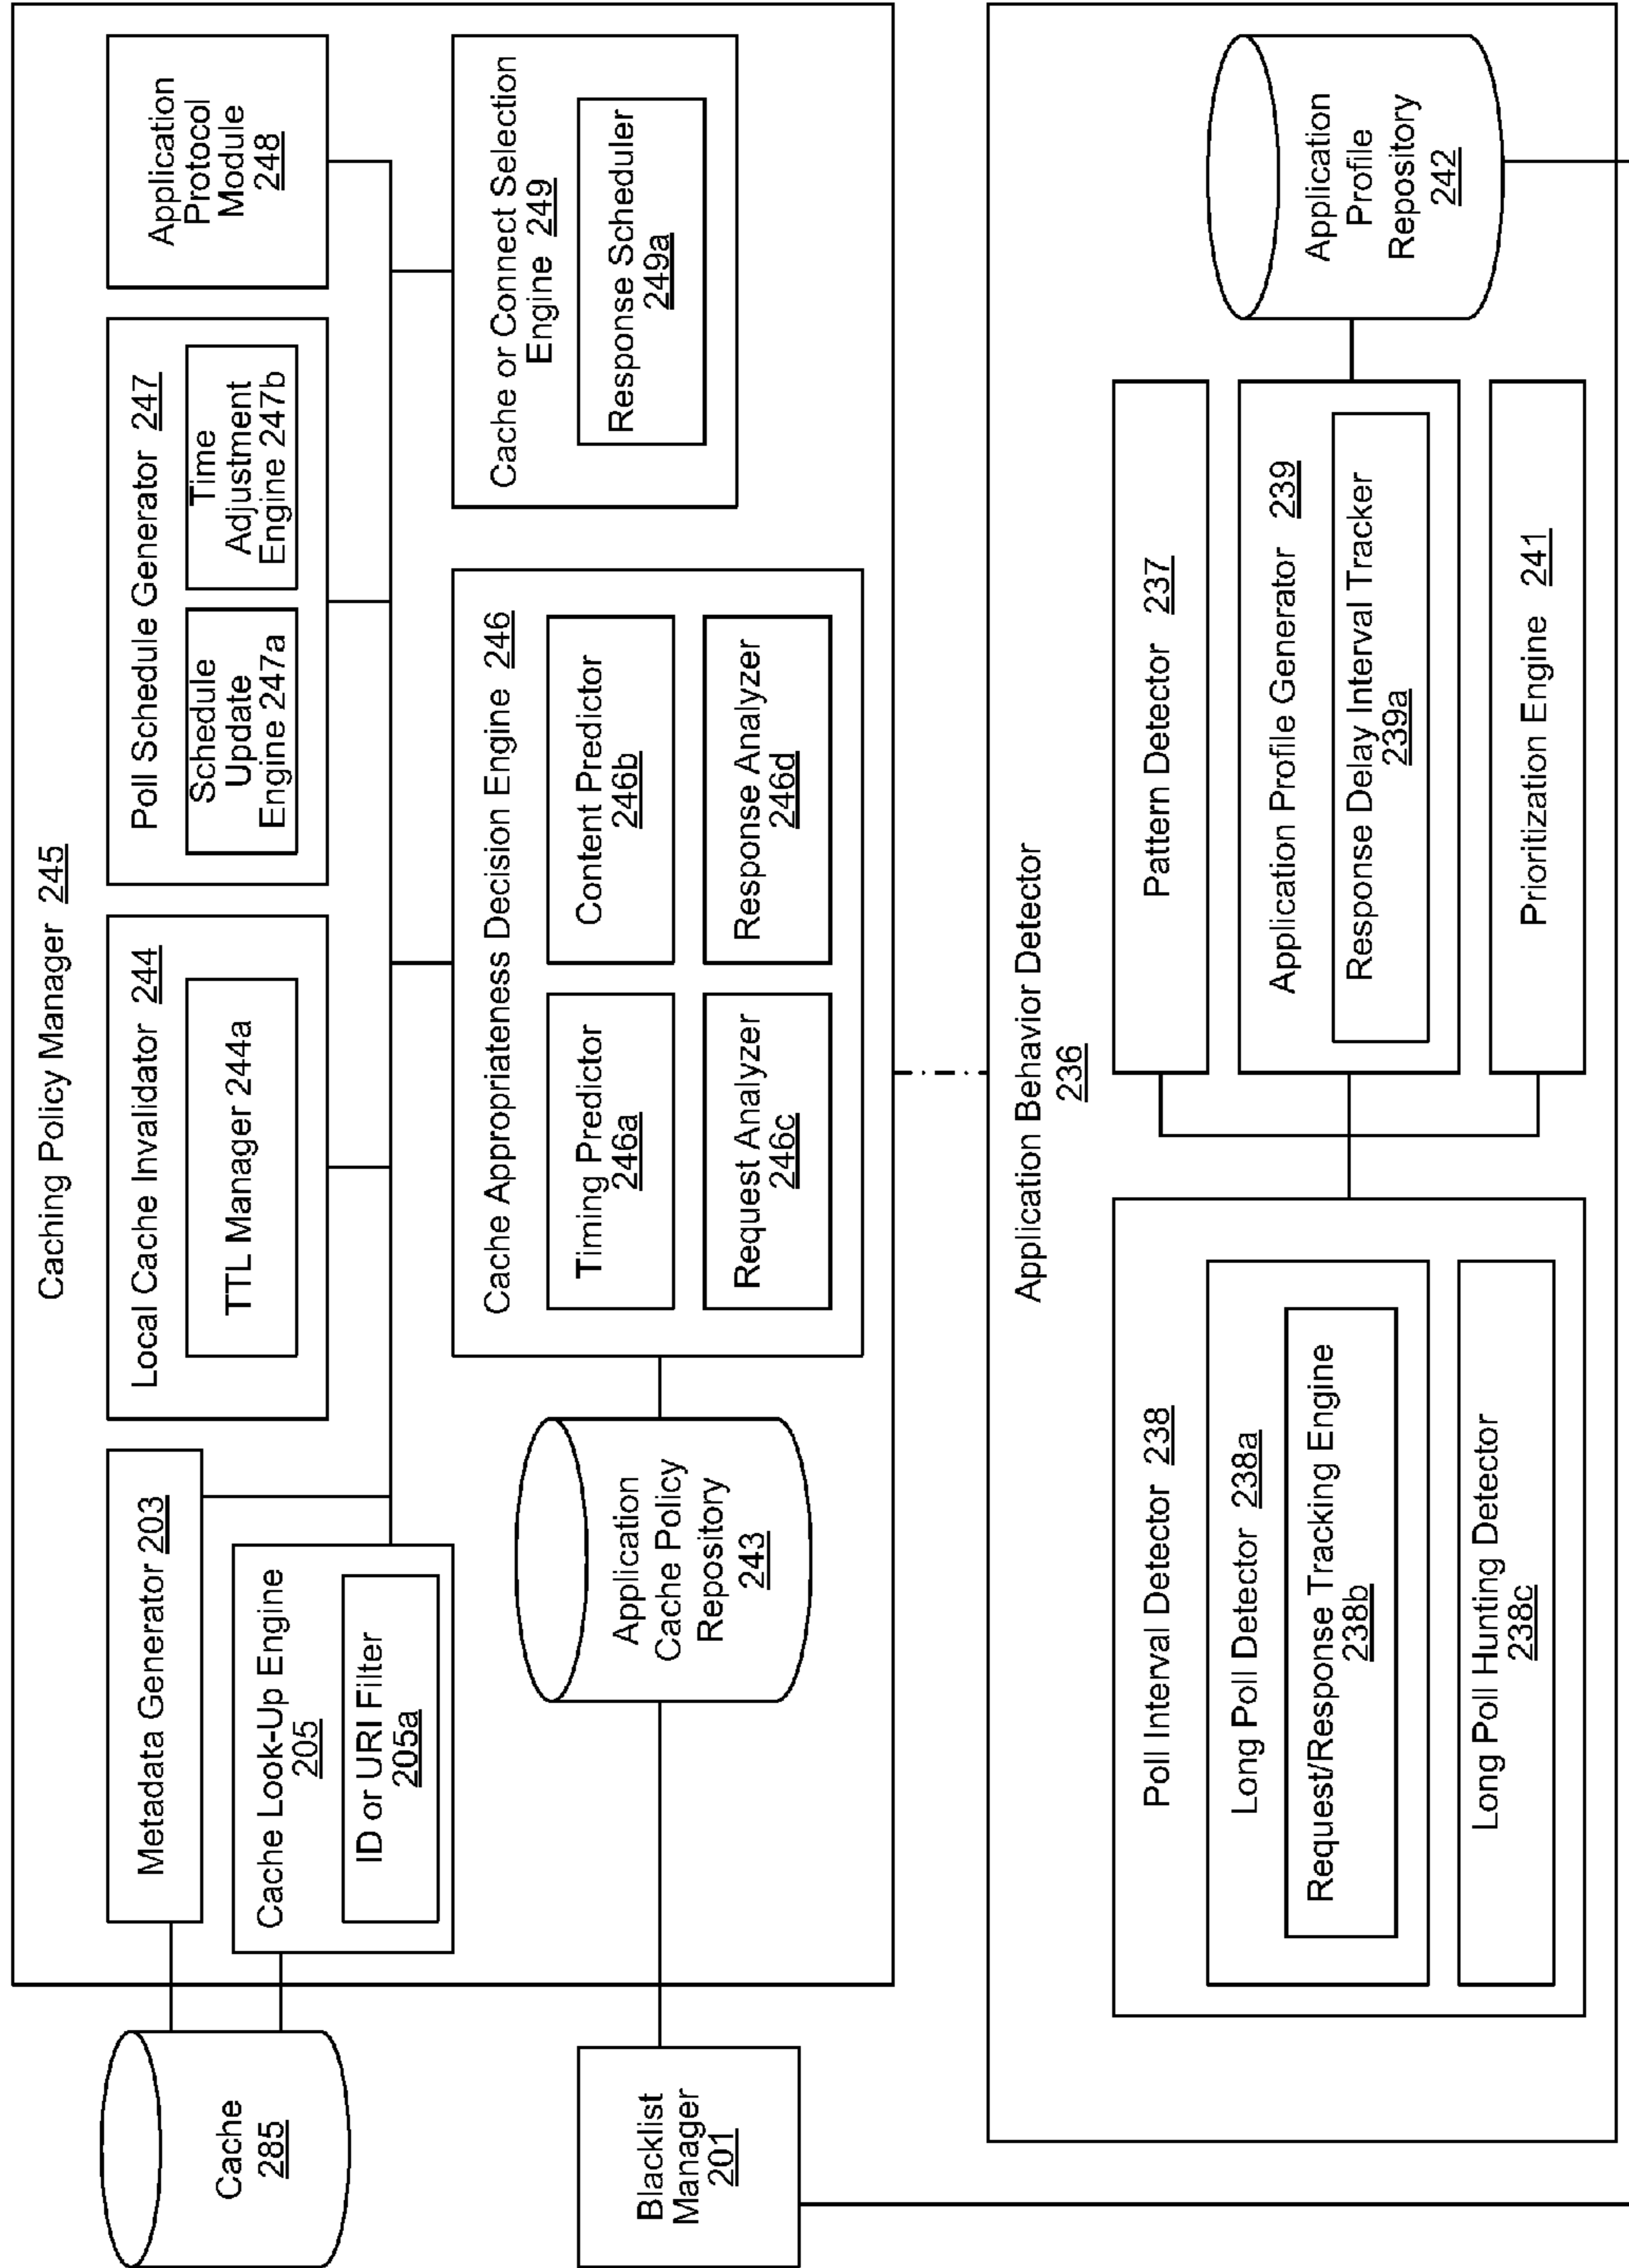 Caching Policy Manager 245
Cache
285
Metadata Generator 203
Cache Look-Up Engine
205
ID or URI Filter
205a
Local Cache Invalidator 244
TTL Manager 244a
Poll Schedule Generator 247
Schedule
Update
Engine 247a
Time
Adjustment
Engine 247b
Application
Protocol
Module
248
Blacklist
Manager
201
Application
Cache Policy
Repository
243
Cache Appropriateness Decision Engine 246
Timing Predictor
246a
Content Predictor
246b
Request Analyzer
246c
Response Analyzer
246d
Cache or Connect Selection
Engine 249
Response Scheduler
249a
Application Behavior Detector
236
Poll Interval Detector 238
Long Poll Detector 238a
Request/Response Tracking Engine
238b
Long Poll Hunting Detector
238c
Pattern Detector 237
Application Profile Generator 239
Response Delay Interval Tracker
239a
Prioritization Engine 241
Application
Profile
Repository
242